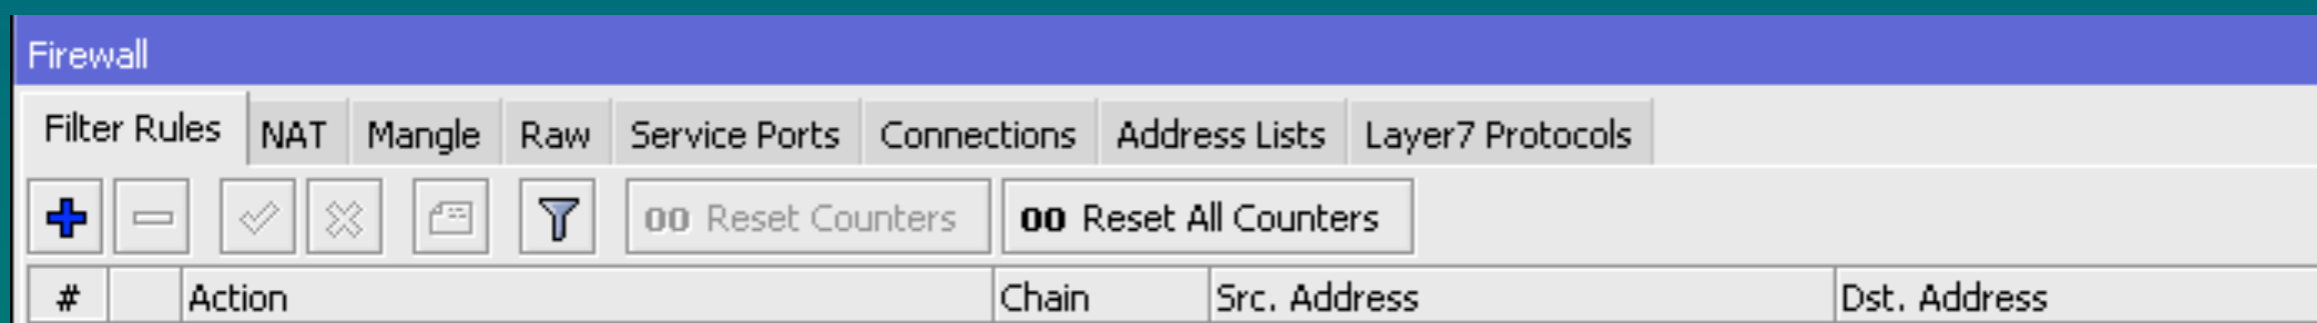 Firewall
Filter Rules NAT Mangle Raw Service Ports Connections Address Lists Layer7 Protocols
00 Reset Counters 00 Reset All Counters
# Action Chain Src. Address Dst. Address